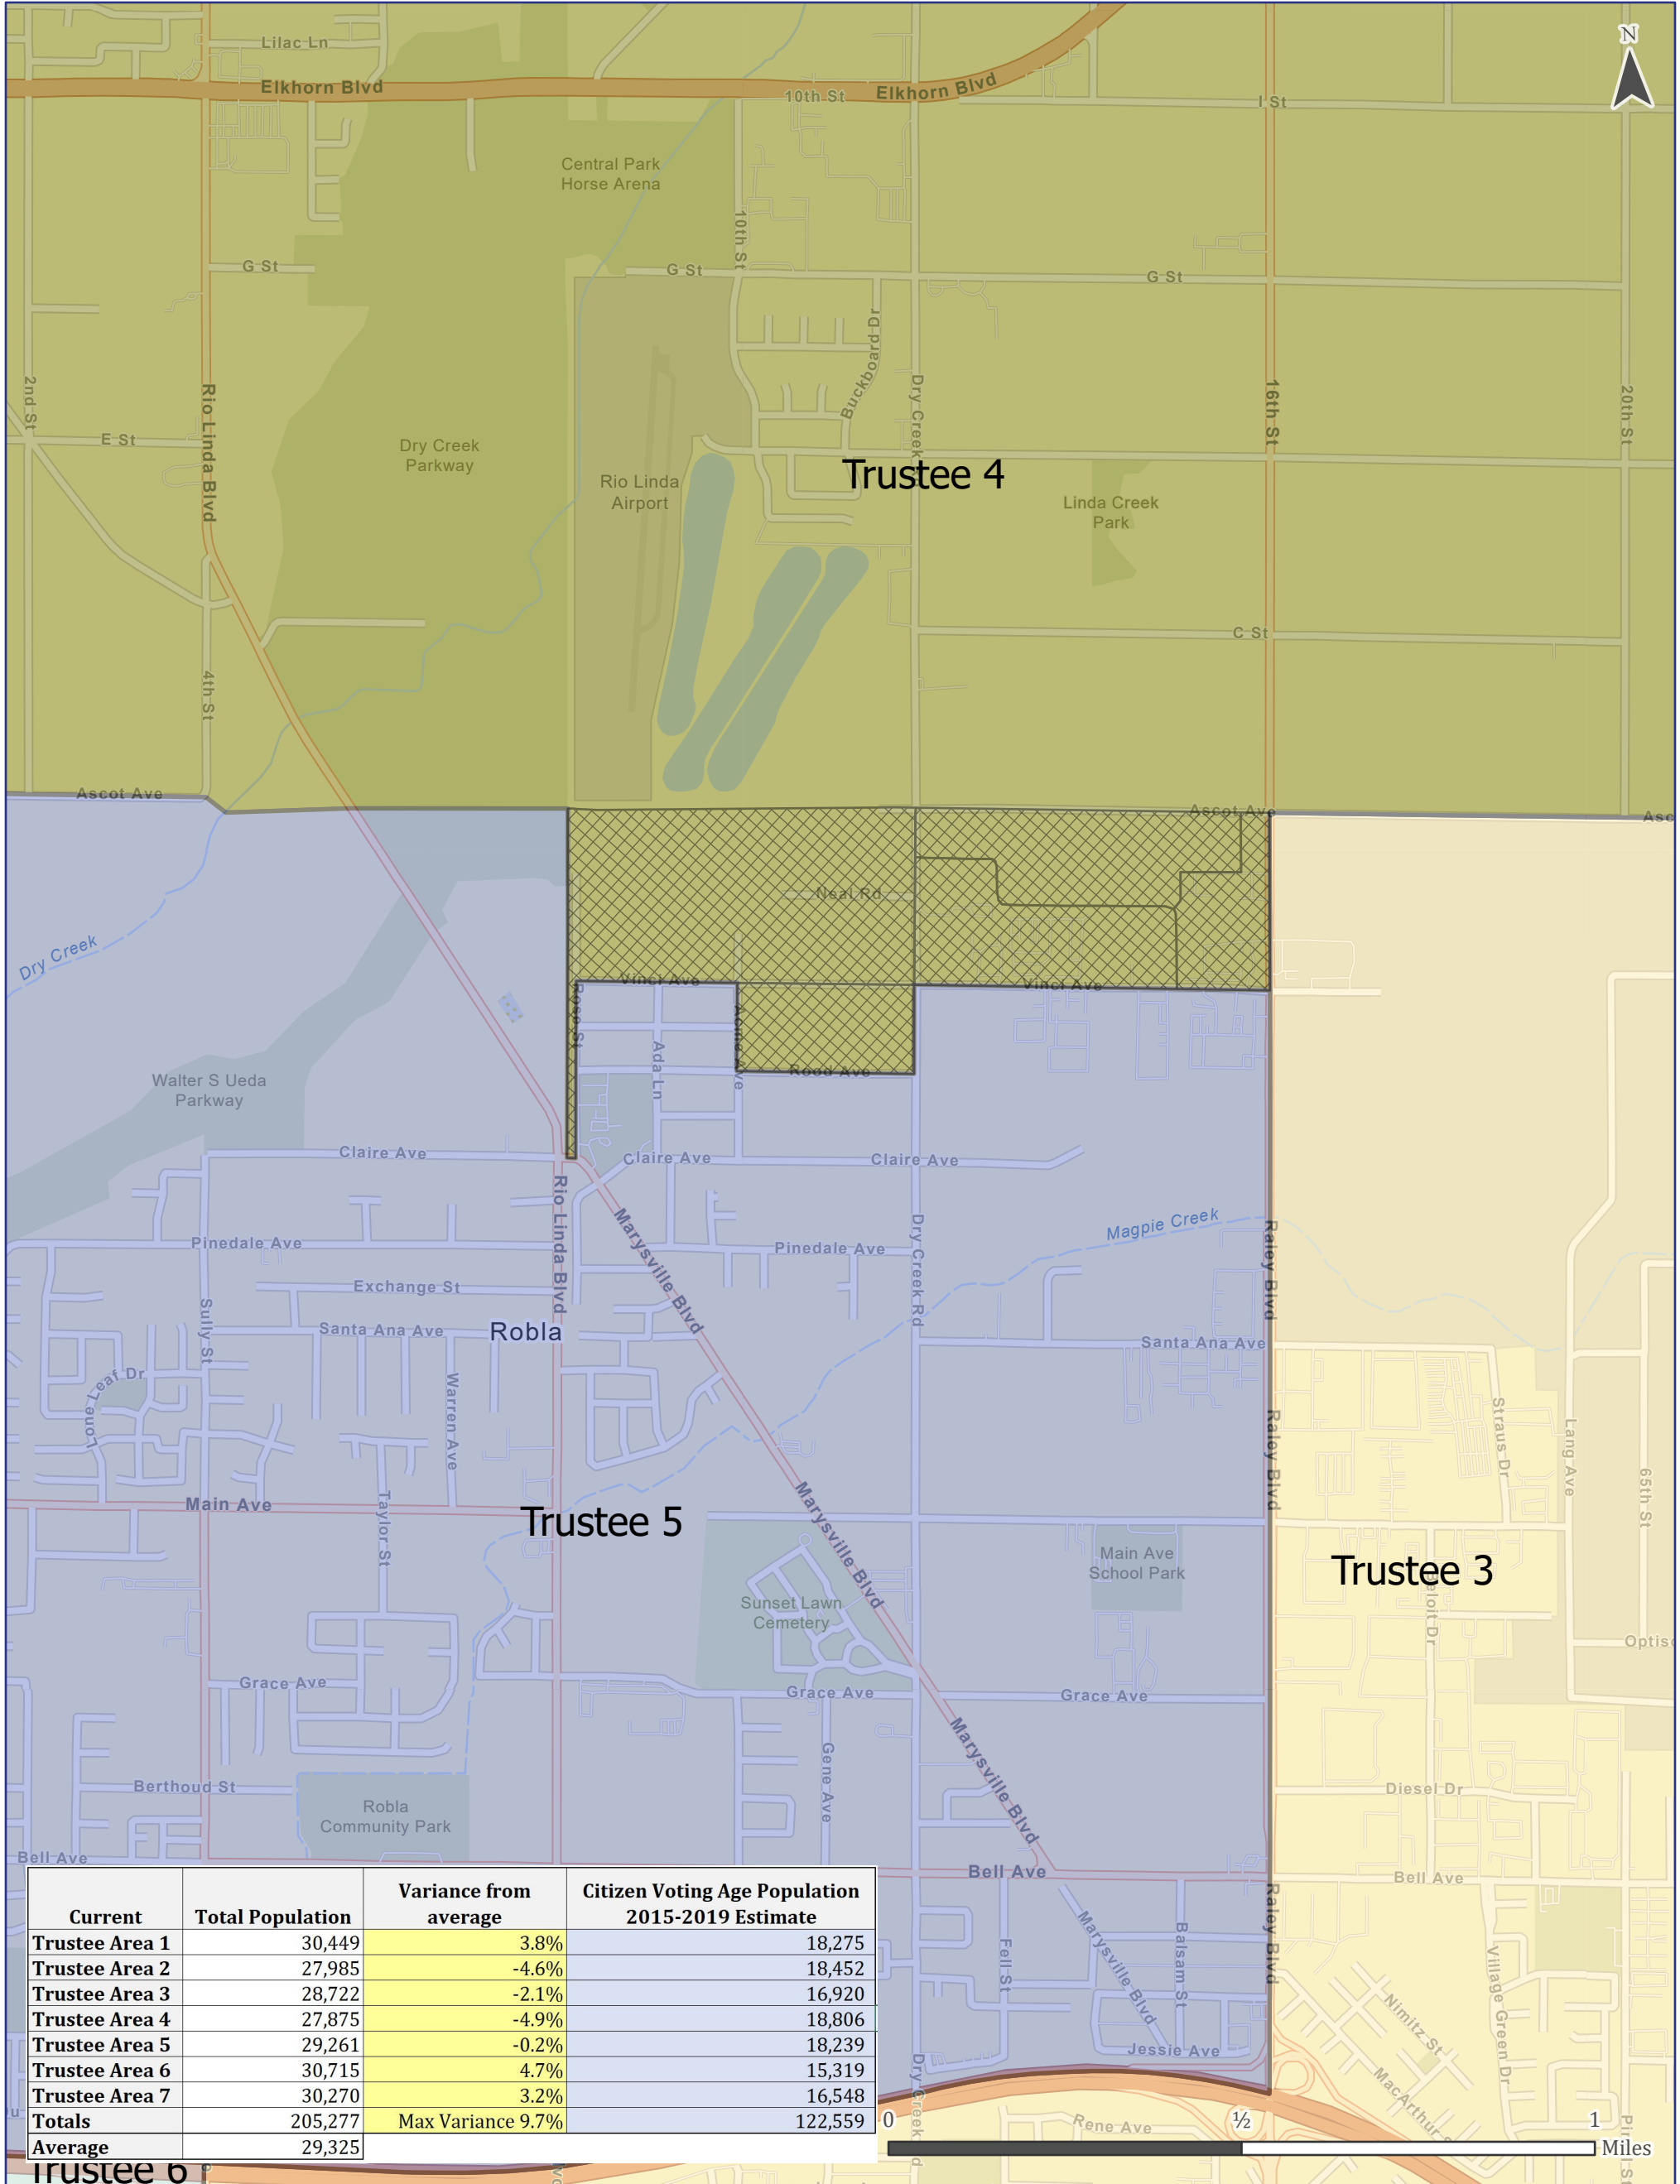 N
Lilac Ln
Elkhorn Blvd
10th St
Elkhorn Blvd
I St
Central Park
Horse Arena
10th St
G St
G St
G St
2nd St
Rio Linda Blvd
Buckboard Dr
Dry Creek
16th St
20th St
E St
Dry Creek
Parkway
Rio Linda
Airport
Trustee 4
Linda Creek
Park
C St
4th St
Ascot Ave
Ascot Ave
Asc
Neal Rd
Dry Creek
Vinci Ave
Vinci Ave
Rose St
Ada Ln
Acme Ave
Rood Ave
Walter S Ueda
Parkway
Claire Ave
Claire Ave
Claire Ave
Rio Linda Blvd
Marysville Blvd
Dry Creek Rd
Magpie Creek
Raley Blvd
Pinedale Ave
Pinedale Ave
Exchange St
Sully St
Santa Ana Ave
Robla
Santa Ana Ave
Lone Leaf Dr
Warren Ave
Raley Blvd
Straus Dr
Lang Ave
65th St
Main Ave
Taylor St
Trustee 5
Marysville Blvd
Main Ave
School Park
Trustee 3
Beloit Dr
Sunset Lawn
Cemetery
Optis
Grace Ave
Grace Ave
Grace Ave
Marysville Blvd
Gene Ave
Berthoud St
Diesel Dr
Robla
Community Park
Bell Ave
Bell Ave
Bell Ave
Raley Blvd
Fell St
Marysville Blvd
Balsam St
Village Green Dr
Nimitz St
Jessie Ave
MacArthur S
Dry Creek
Rene Ave
Current Total Population Variance from average Citizen Voting Age Population 2015-2019 Estimate
Trustee Area 1 30,449 3.8% 18,275
Trustee Area 2 27,985 -4.6% 18,452
Trustee Area 3 28,722 -2.1% 16,920
Trustee Area 4 27,875 -4.9% 18,806
Trustee Area 5 29,261 -0.2% 18,239
Trustee Area 6 30,715 4.7% 15,319
Trustee Area 7 30,270 3.2% 16,548
Totals 205,277 Max Variance 9.7% 122,559
Average 29,325
0 ½ 1
Miles
Trustee 6